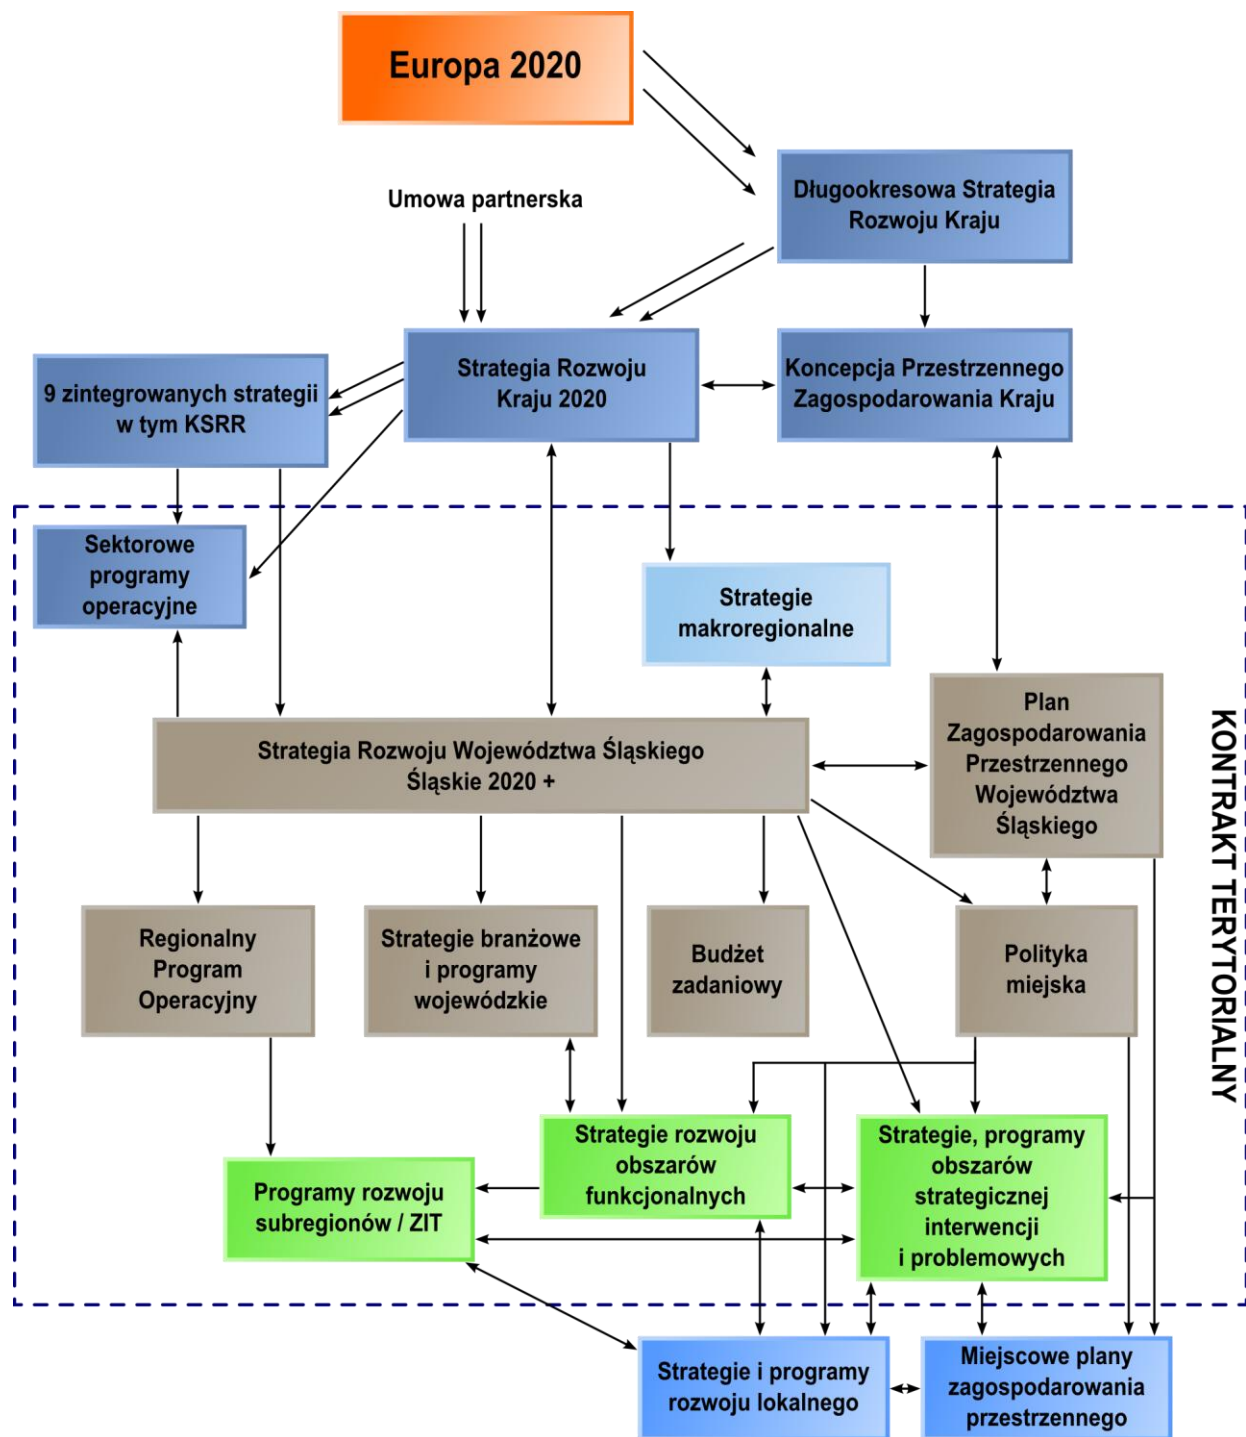 Europa 2020
Długookresowa Strategia
Rozwoju Kraju
Umowa partnerska
9 zintegrowanych strategii
w tym KSRR
Strategia Rozwoju
Kraju 2020
Koncepcja Przestrzennego
Zagospodarowania Kraju
Sektorowe
programy
operacyjne
Strategie
makroregionalne
Strategia Rozwoju Województwa Śląskiego
Śląskie 2020 +
Plan
Zagospodarowania
Przestrzennego
Województwa
Śląskiego
KONTRAKT TERYTORIALNY
Regionalny
Program
Operacyjny
Strategie branżowe
i programy
wojewódzkie
Budżet
zadaniowy
Polityka
miejska
Programy rozwoju
subregionów / ZIT
Strategie rozwoju
obszarów
funkcjonalnych
Strategie, programy
obszarów
strategicznej
interwencji
i problemowych
Strategie i programy
rozwoju lokalnego
Miejscowe plany
zagospodarowania
przestrzennego